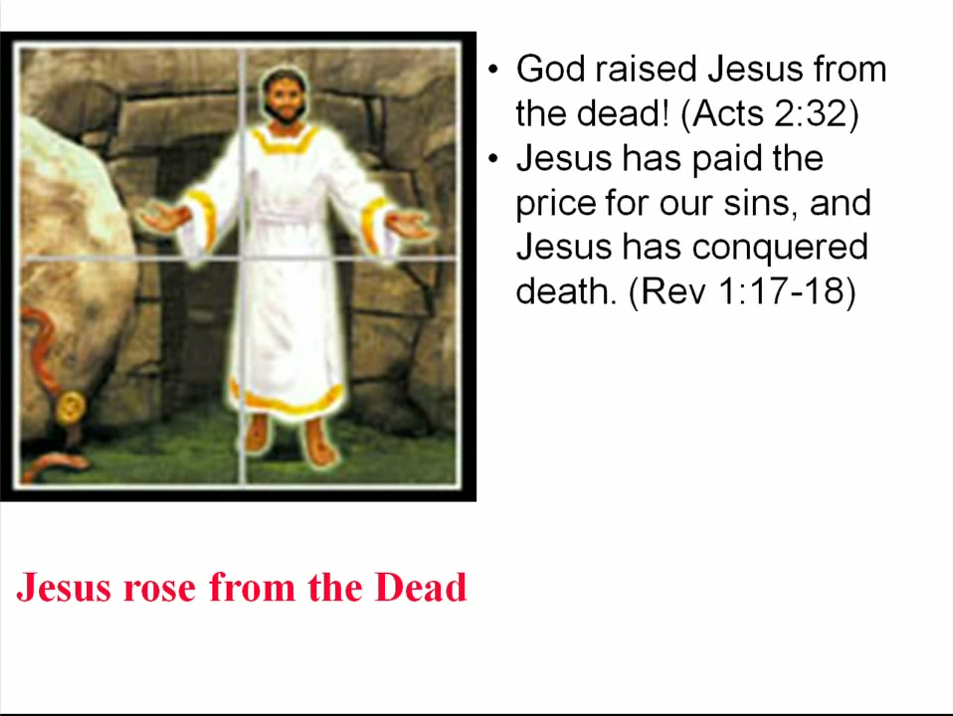 • God raised Jesus from
the dead! (Acts 2:32)
• Jesus has paid the
price for our sins, and
Jesus has conquered
death. (Rev 1:17-18)
Jesus rose from the Dead